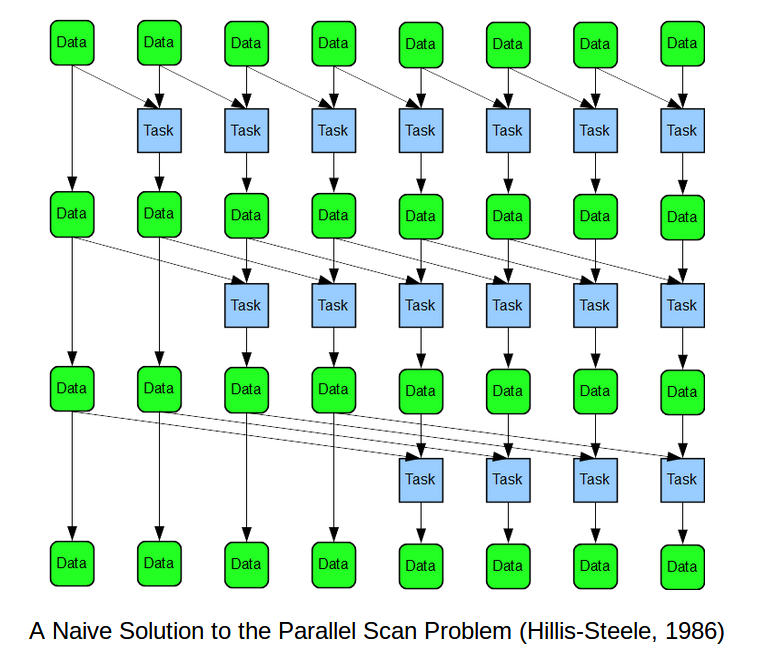 Data Data Data Data Data Data Data Data
Task Task Task Task Task Task Task
Data Data Data Data Data Data Data Data
Task Task Task Task Task Task
Data Data Data Data Data Data Data Data
Task Task Task Task
Data Data Data Data Data Data Data Data
A Naive Solution to the Parallel Scan Problem (Hillis-Steele, 1986)